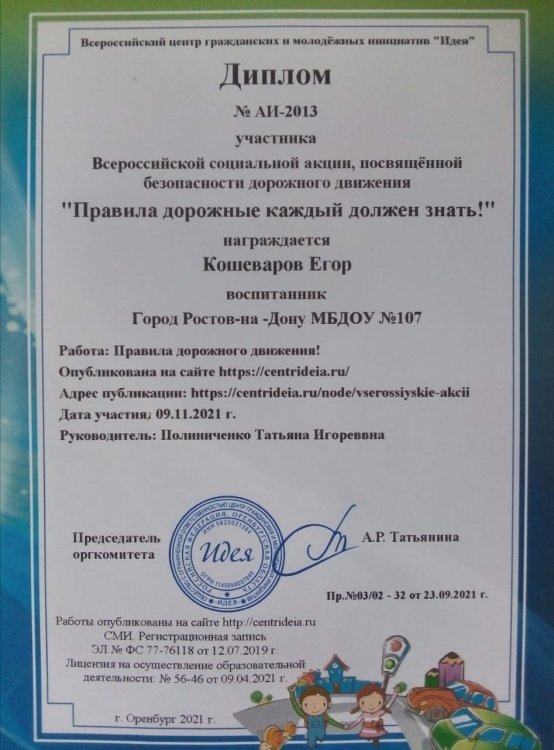 Всероссийский центр гражданских и молодёжных инициатив "Идея"
Диплом
№ АИ-2013
участника
Всероссийской социальной акции, посвящённой
безопасности дорожного движения
"Правила дорожные каждый должен знать!"
награждается
Кошеваров Егор
воспитанник
Город Ростов-на -Дону МБДОУ №107
Работа: Правила дорожного движения!
Опубликована на сайте https://centrideia.ru/
Адрес публикации: https://centrideia.ru/node/vserossiyskie-akcii
Дата участия, 09.11.2021 г.
Руководитель: Полиниченко Татьяна Игореввна
Председатель
оргкомитета
Идея
А.Р. Татьянина
Пр.№03/02 - 32 от 23.09.2021 г.
Работы опубликованы на сайте http://centrideia.ru
СМИ. Регистрационная запись
ЭЛ № ФС 77-76118 от 12.07.2019 г.
Лицензия на осуществление образовательной
деятельности: № 56-46 от 09.04.2021 г.
г. Оренбург 2021 г.